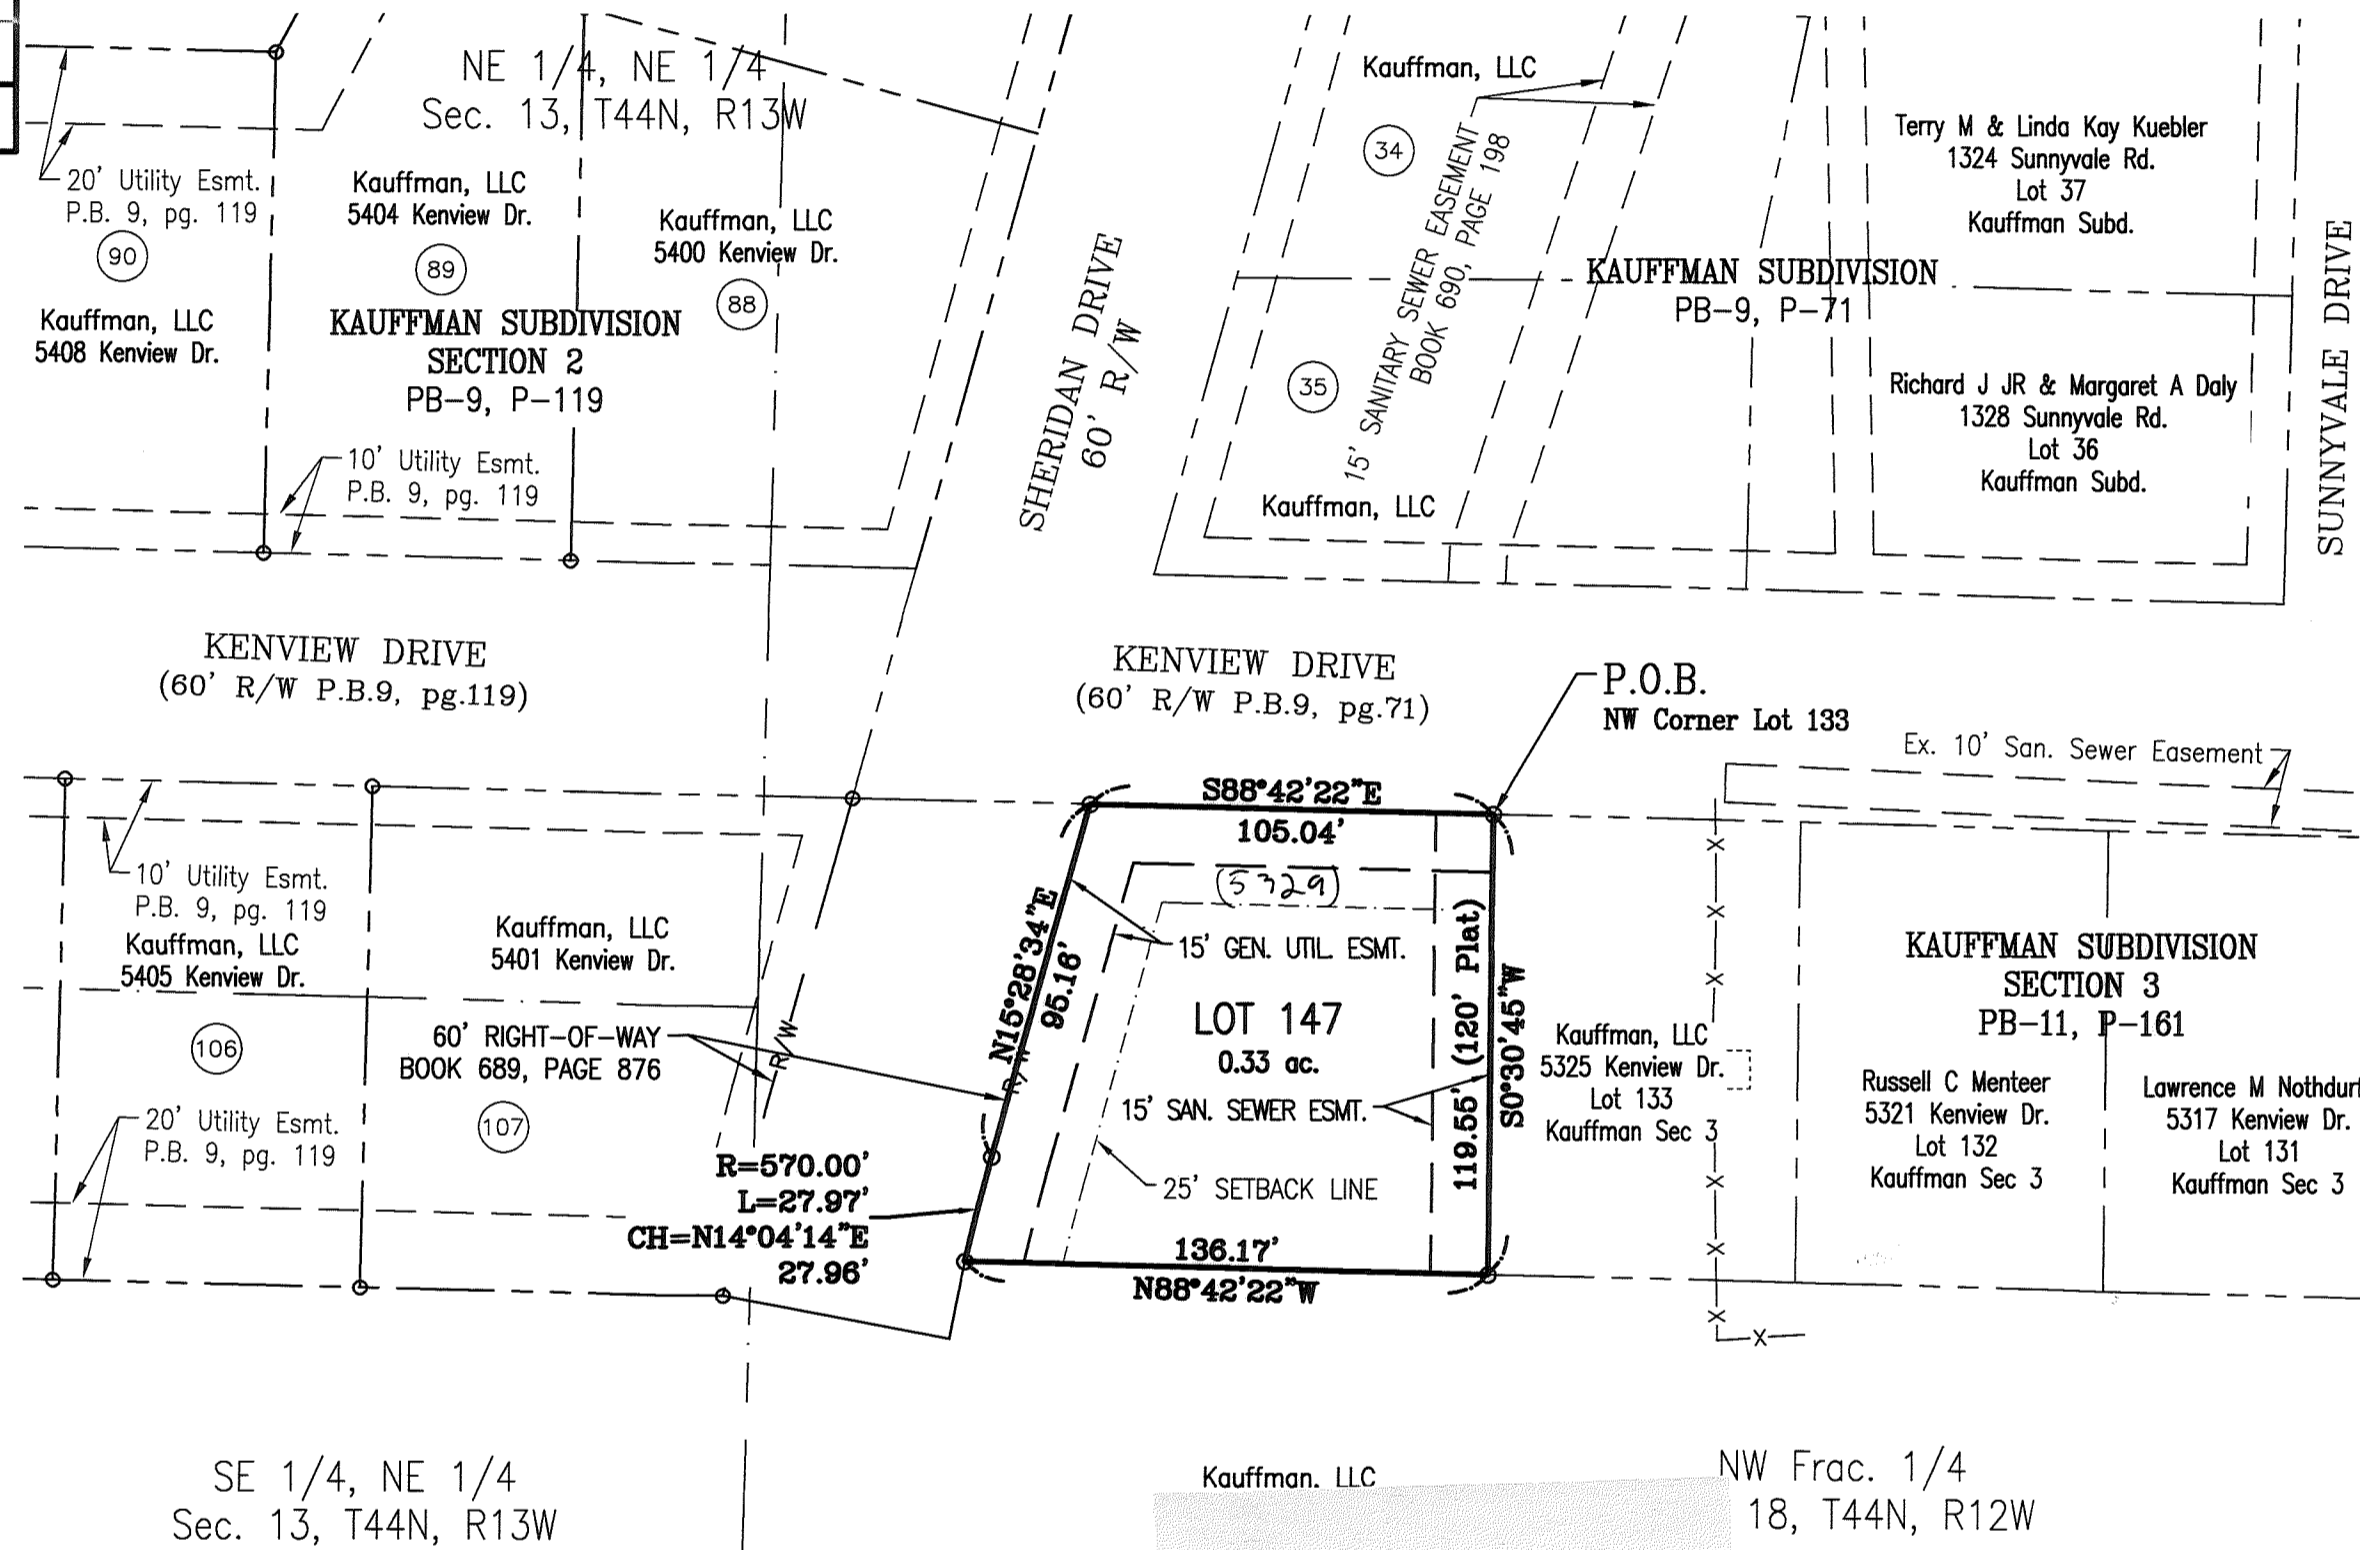 NE 1/4, NE 1/4
Sec. 13, T44N, R13W
20' Utility Esmt.
P.B. 9, pg. 119
90
Kauffman, LLC
5408 Kenview Dr.
Kauffman, LLC
5404 Kenview Dr.
89
Kauffman, LLC
5400 Kenview Dr.
88
KAUFFMAN SUBDIVISION
SECTION 2
PB-9, P-119
10' Utility Esmt.
P.B. 9, pg. 119
SHERIDAN DRIVE
60' R/W
Kauffman, LLC
34
15' SANITARY SEWER EASEMENT
BOOK 690, PAGE 198
35
Kauffman, LLC
KAUFFMAN SUBDIVISION
PB-9, P-71
Terry M & Linda Kay Kuebler
1324 Sunnyvale Rd.
Lot 37
Kauffman Subd.
Richard J JR & Margaret A Daly
1328 Sunnyvale Rd.
Lot 36
Kauffman Subd.
SUNNYVALE DRIVE
KENVIEW DRIVE
(60' R/W P.B.9, pg.119)
KENVIEW DRIVE
(60' R/W P.B.9, pg.71)
P.O.B.
NW Corner Lot 133
Ex. 10' San. Sewer Easement
10' Utility Esmt.
P.B. 9, pg. 119
Kauffman, LLC
5405 Kenview Dr.
106
20' Utility Esmt.
P.B. 9, pg. 119
Kauffman, LLC
5401 Kenview Dr.
60' RIGHT-OF-WAY
BOOK 689, PAGE 876
107
R/W
R=570.00'
L=27.97'
CH=N14°04'14"E
27.96'
S88°42'22"E
105.04'
(5329)
N15°28'34"E
95.16'
R/W
15' GEN. UTIL. ESMT.
LOT 147
0.33 ac.
15' SAN. SEWER ESMT.
25' SETBACK LINE
119.55' (120' Plat)
S0°30'45"W
136.17'
N88°42'22"W
Kauffman, LLC
5325 Kenview Dr.
Lot 133
Kauffman Sec 3
KAUFFMAN SUBDIVISION
SECTION 3
PB-11, P-161
Russell C Menteer
5321 Kenview Dr.
Lot 132
Kauffman Sec 3
Lawrence M Nothdurf
5317 Kenview Dr.
Lot 131
Kauffman Sec 3
SE 1/4, NE 1/4
Sec. 13, T44N, R13W
Kauffman, LLC
NW Frac. 1/4
18, T44N, R12W